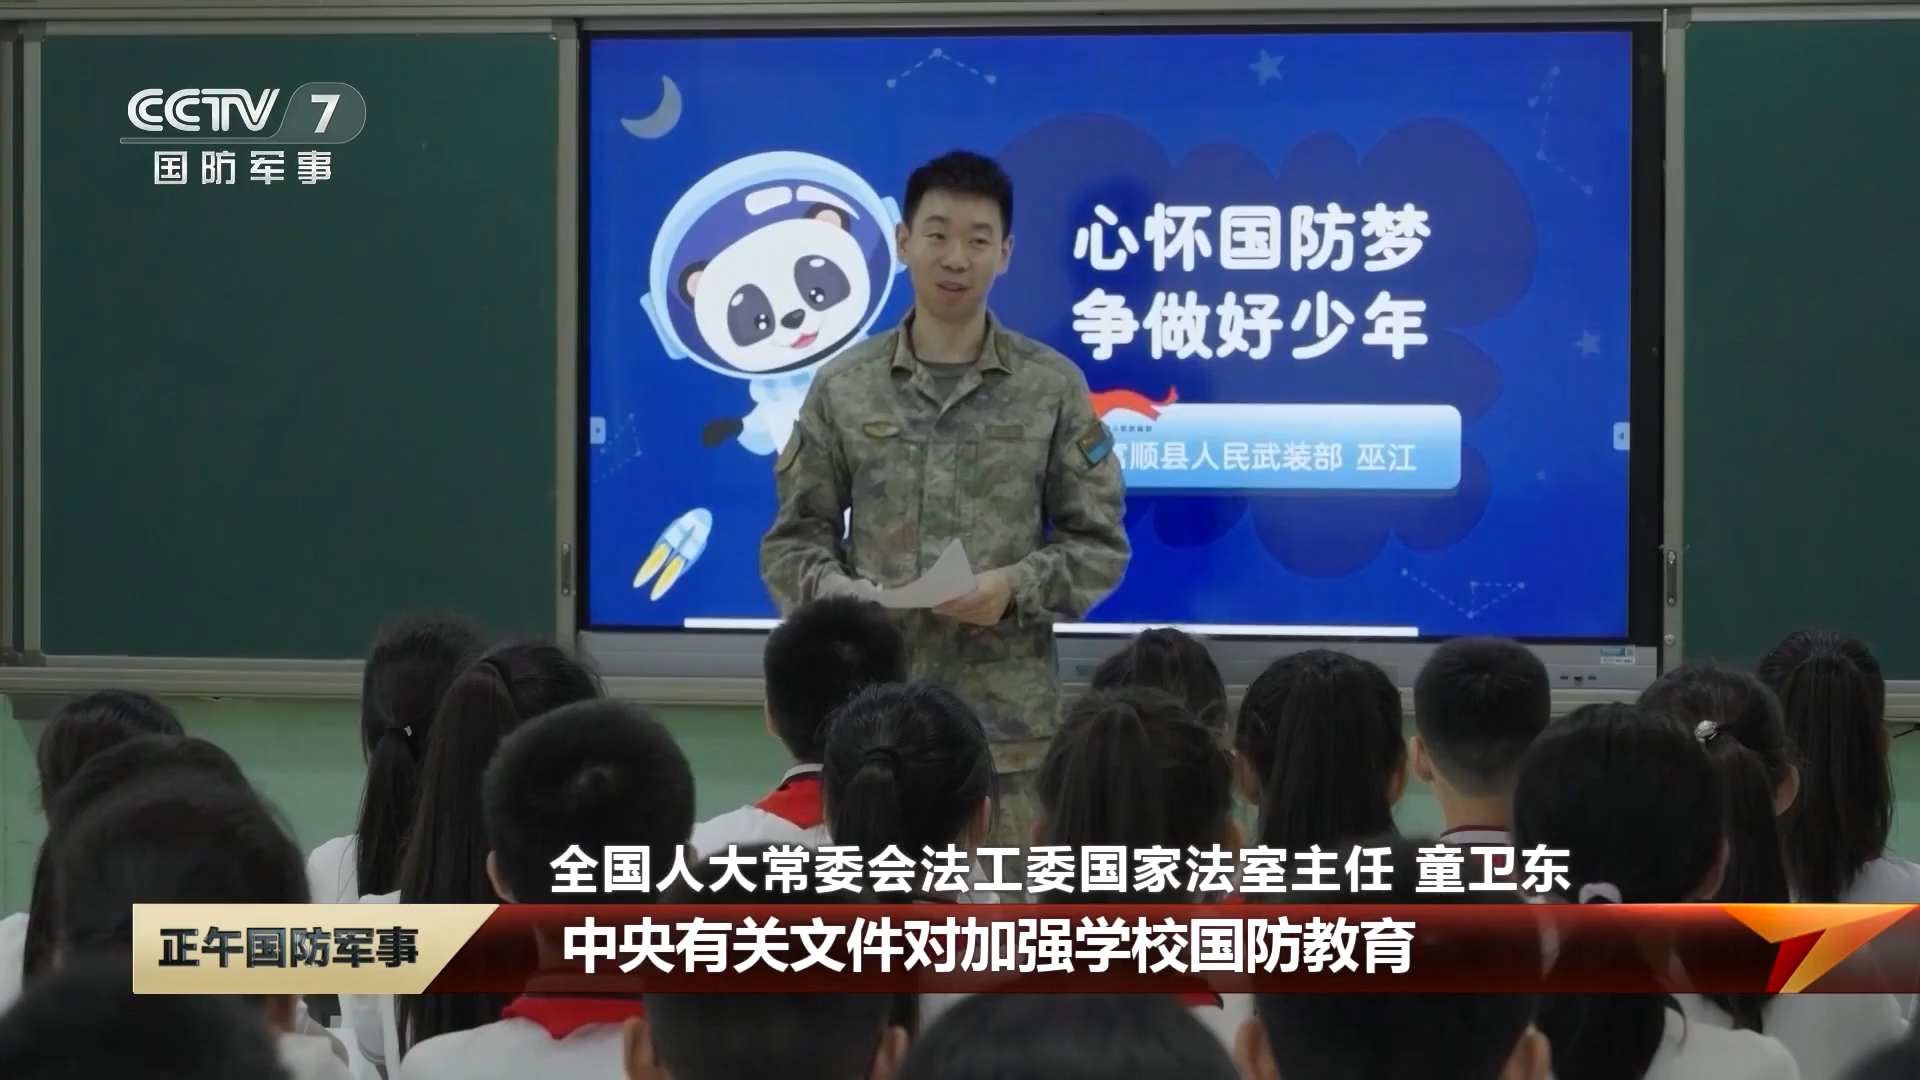 CCTV 7
国防军事
心怀国防梦
争做好少年
富顺县人民武装部 巫江
全国人大常委会法工委国家法室主任 童卫东
正午国防军事
中央有关文件对加强学校国防教育